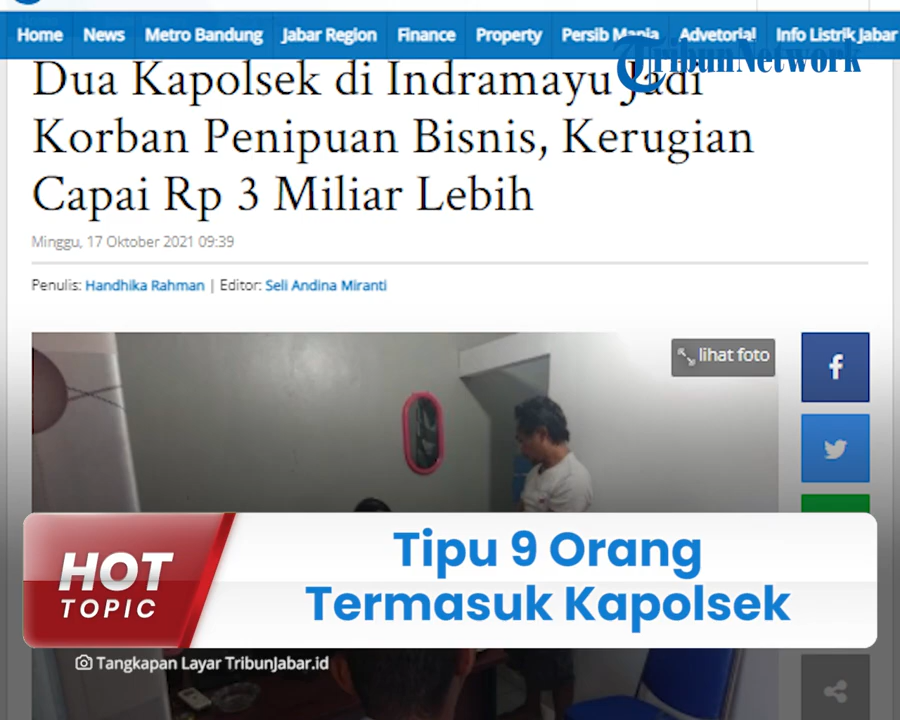 Home News Metro Bandung Jabar Region Finance Property Persib Mania Advetorial Info Listrik Jabar
TribunNetwork
Dua Kapolsek di Indramayu Jadi
Korban Penipuan Bisnis, Kerugian
Capai Rp 3 Miliar Lebih
Minggu, 17 Oktober 2021 09:39
Penulis: Handhika Rahman | Editor: Seli Andina Miranti
lihat foto
HOT
TOPIC
Tipu 9 Orang
Termasuk Kapolsek
Tangkapan Layar TribunJabar.id